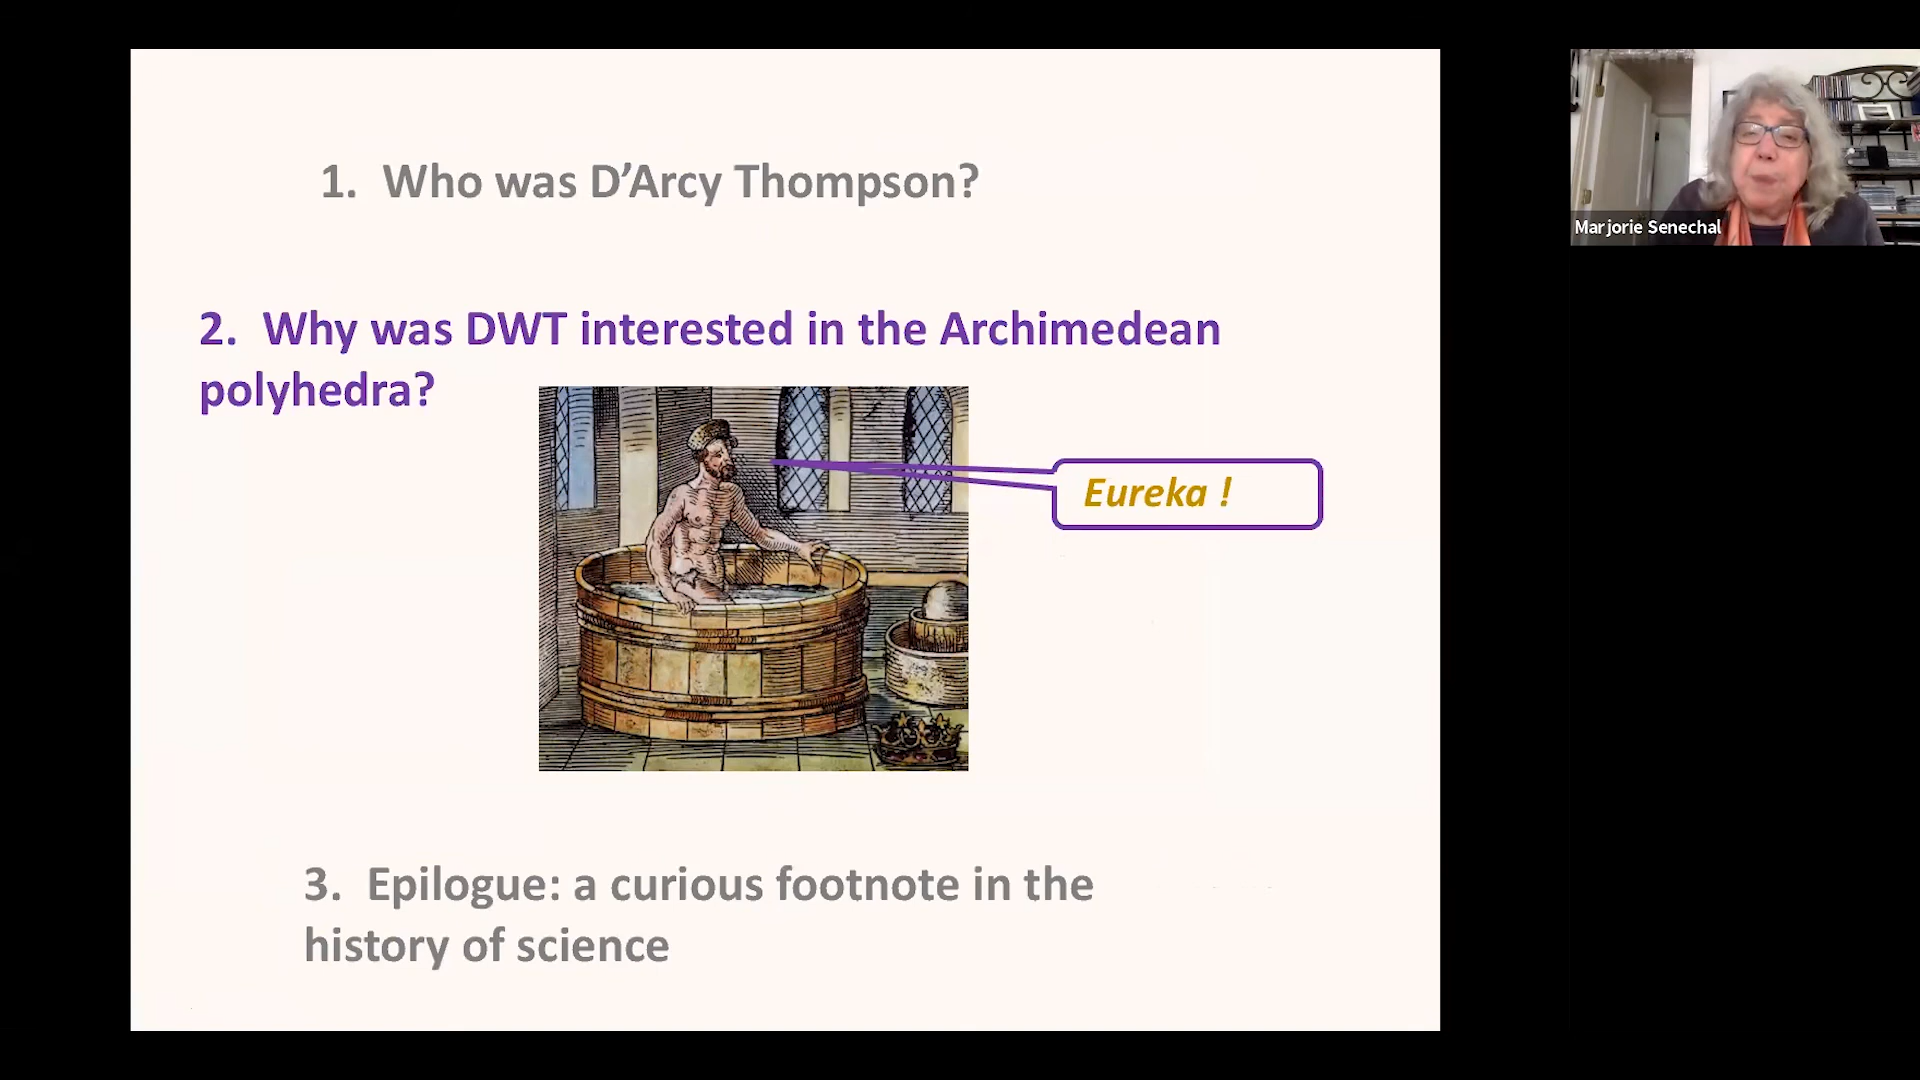 1. Who was D’Arcy Thompson?
2. Why was DWT interested in the Archimedean
polyhedra?
Eureka !
3. Epilogue: a curious footnote in the
history of science
Marjorie Senechal